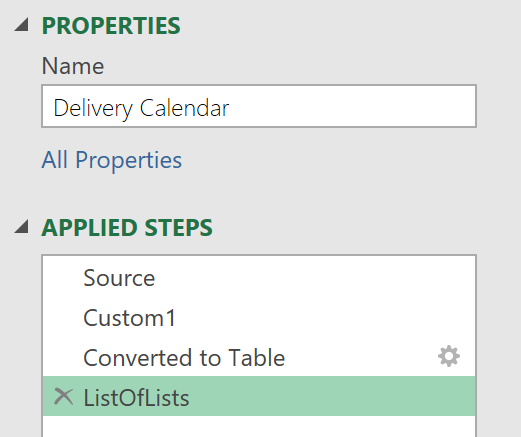 PROPERTIES
Name
Delivery Calendar
All Properties
APPLIED STEPS
Source
Custom1
Converted to Table
ListOfLists